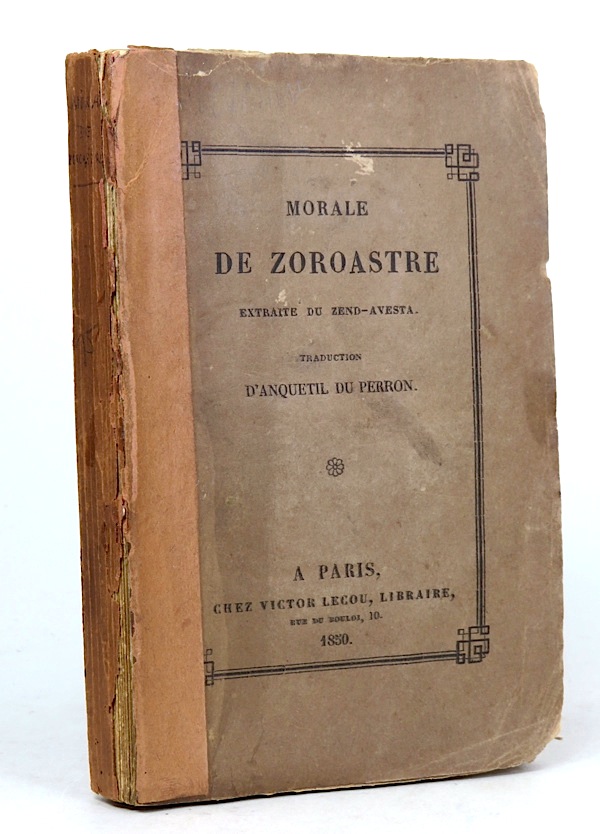 MORALE
DE ZOROASTRE
EXTRAITE DU ZEND-AVESTA.
TRADUCTION
D'ANQUETIL DU PERRON.
A PARIS,
CHEZ VICTOR LECOU, LIBRAIRE,
RUE DU BOULOI, 10.
1850.